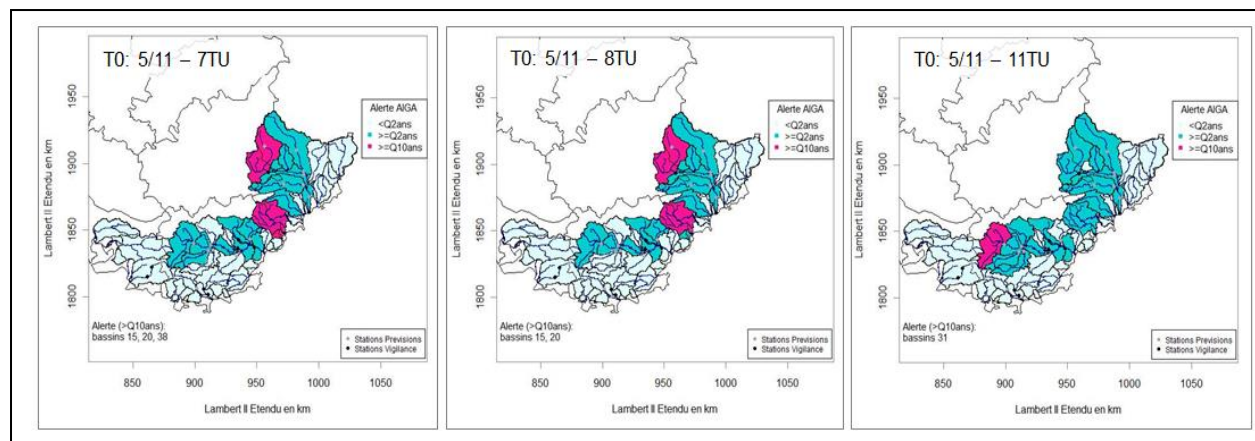 T0: 5/11 – 7TU
Alerte AIGA
<Q2ans
>=Q2ans
>=Q10ans
Lambert II Etendu en km
1950
1900
1850
1800
Alerte (>Q10ans):
bassins 15, 20, 38
Stations Previsions
Stations Vigilance
850 900 950 1000 1050
Lambert II Etendu en km
T0: 5/11 – 8TU
Alerte AIGA
<Q2ans
>=Q2ans
>=Q10ans
Lambert II Etendu en km
1950
1900
1850
1800
Alerte (>Q10ans):
bassins 15, 20
Stations Previsions
Stations Vigilance
850 900 950 1000 1050
Lambert II Etendu en km
T0: 5/11 – 11TU
Alerte AIGA
<Q2ans
>=Q2ans
>=Q10ans
Lambert II Etendu en km
1950
1900
1850
1800
Alerte (>Q10ans):
bassins 31
Stations Previsions
Stations Vigilance
850 900 950 1000 1050
Lambert II Etendu en km